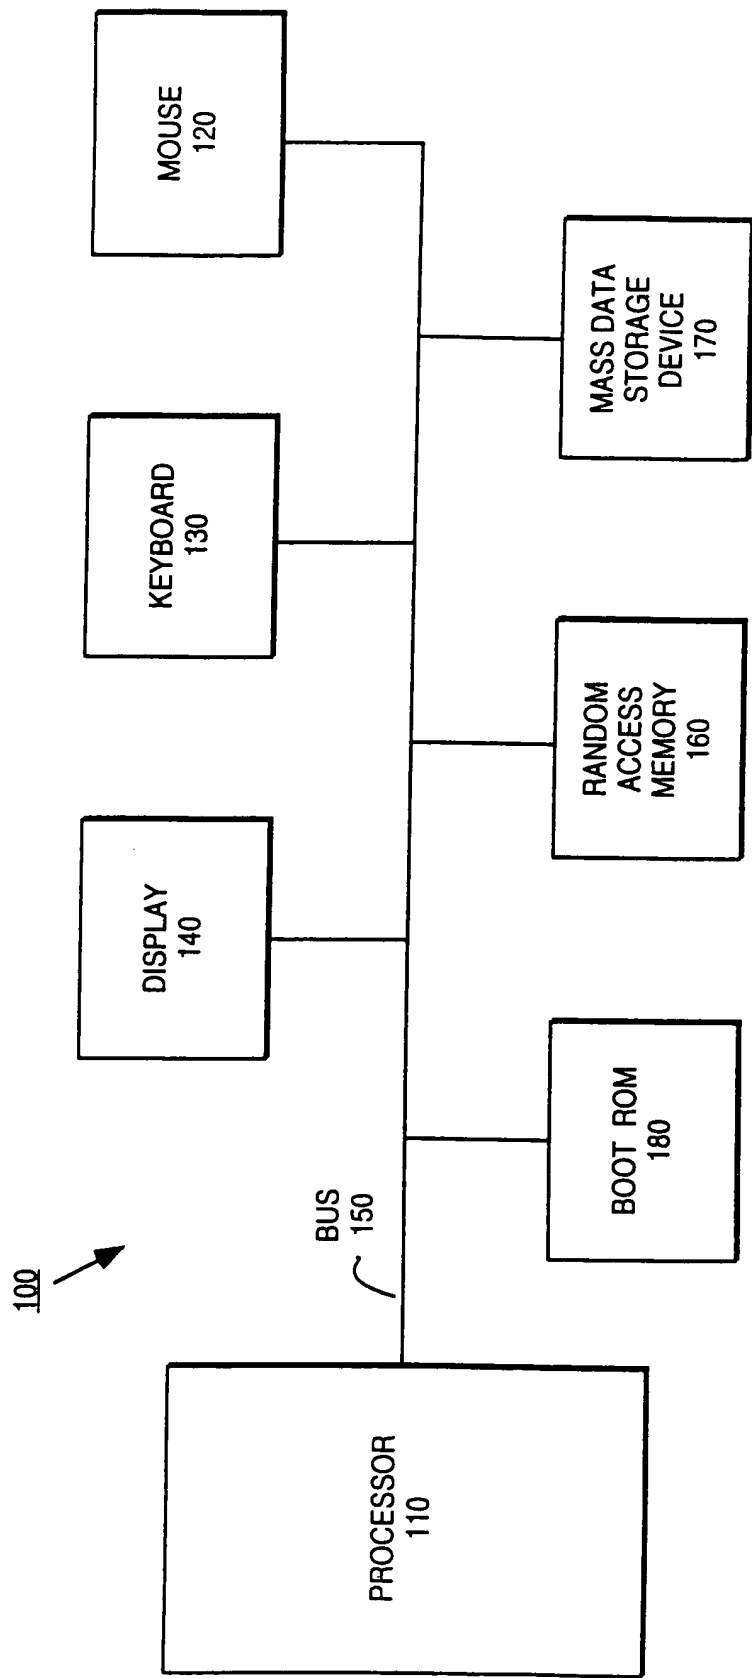 100
PROCESSOR
110
BUS
150
DISPLAY
140
KEYBOARD
130
MOUSE
120
BOOT ROM
180
RANDOM
ACCESS
MEMORY
160
MASS DATA
STORAGE
DEVICE
170